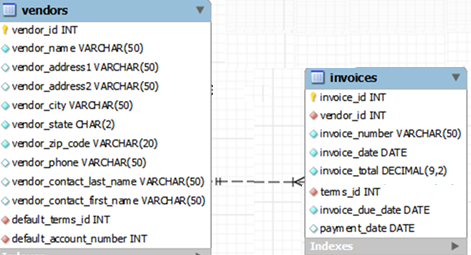 vendors
vendor_id INT
vendor_name VARCHAR(50)
vendor_address1 VARCHAR(50)
vendor_address2 VARCHAR(50)
vendor_city VARCHAR(50)
vendor_state CHAR(2)
vendor_zip_code VARCHAR(20)
vendor_phone VARCHAR(50)
vendor_contact_last_name VARCHAR(50)
vendor_contact_first_name VARCHAR(50)
default_terms_id INT
default_account_number INT
Indexes
invoices
invoice_id INT
vendor_id INT
invoice_number VARCHAR(50)
invoice_date DATE
invoice_total DECIMAL(9,2)
terms_id INT
invoice_due_date DATE
payment_date DATE
Indexes